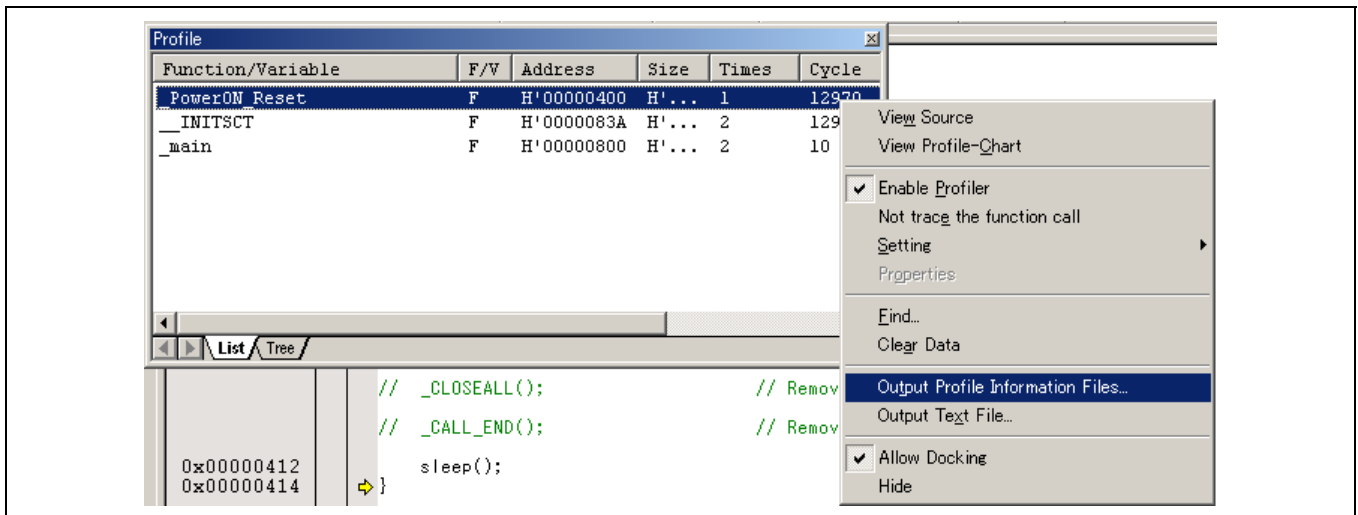 Profile
Function/Variable F/V Address Size Times Cycle
_PowerON_Reset F H'00000400 H'... 1 12970
__INITSCT F H'0000083A H'... 2 129
_main F H'00000800 H'... 2 10
View Source
View Profile-Chart
Enable Profiler
Not trace the function call
Setting
Properties
Find...
Clear Data
Output Profile Information Files...
Output Text File...
Allow Docking
Hide
List Tree
// _CLOSEALL(); // Remov
// _CALL_END(); // Remov
0x00000412 sleep();
0x00000414 }